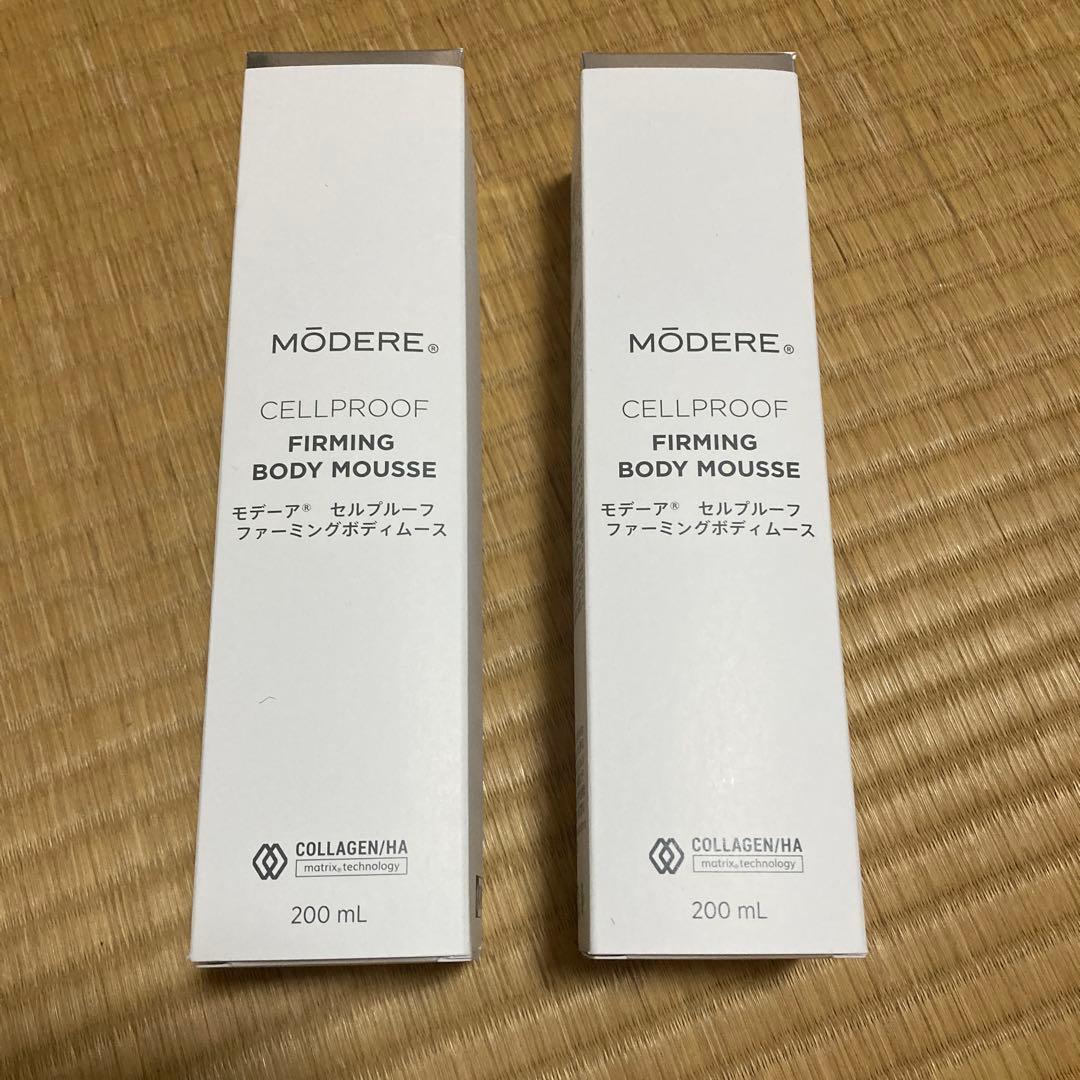 MŌDERE®
CELLPROOF
FIRMING
BODY MOUSSE
モデーア® セルプルーフ
ファーミングボディムース
COLLAGEN/HA
matrix® technology
200 mL
MŌDERE®
CELLPROOF
FIRMING
BODY MOUSSE
モデーア® セルプルーフ
ファーミングボディムース
COLLAGEN/HA
matrix® technology
200 mL